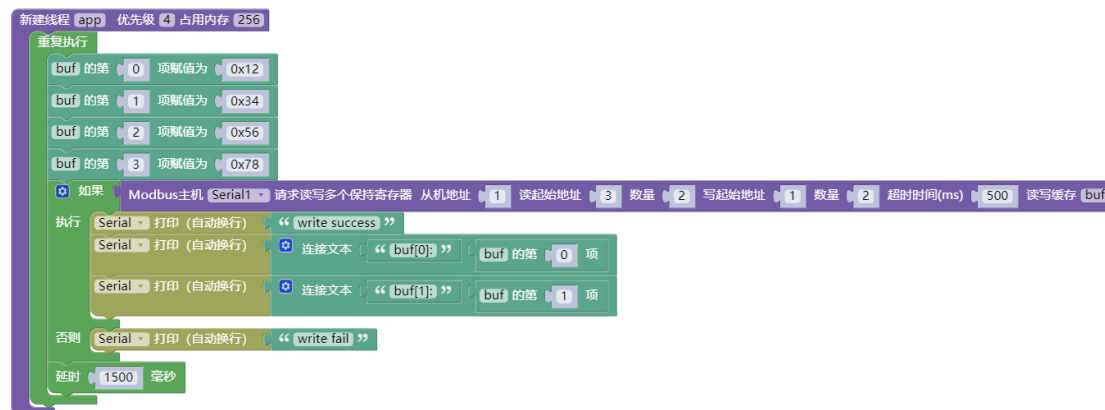 新建线程 app 优先级 4 占用内存 256
重复执行
buf 的第 0 项赋值为 0x12
buf 的第 1 项赋值为 0x34
buf 的第 2 项赋值为 0x56
buf 的第 3 项赋值为 0x78
如果 Modbus主机 Serial1 请求读写多个保持寄存器 从机地址 1 读起始地址 3 数量 2 写起始地址 1 数量 2 超时时间(ms) 500 读写缓存 buf
执行 Serial 打印 (自动换行) “ write success ”
Serial 打印 (自动换行) 连接文本 “ buf[0]: ” buf 的第 0 项
Serial 打印 (自动换行) 连接文本 “ buf[1]: ” buf 的第 1 项
否则 Serial 打印 (自动换行) “ write fail ”
延时 1500 毫秒